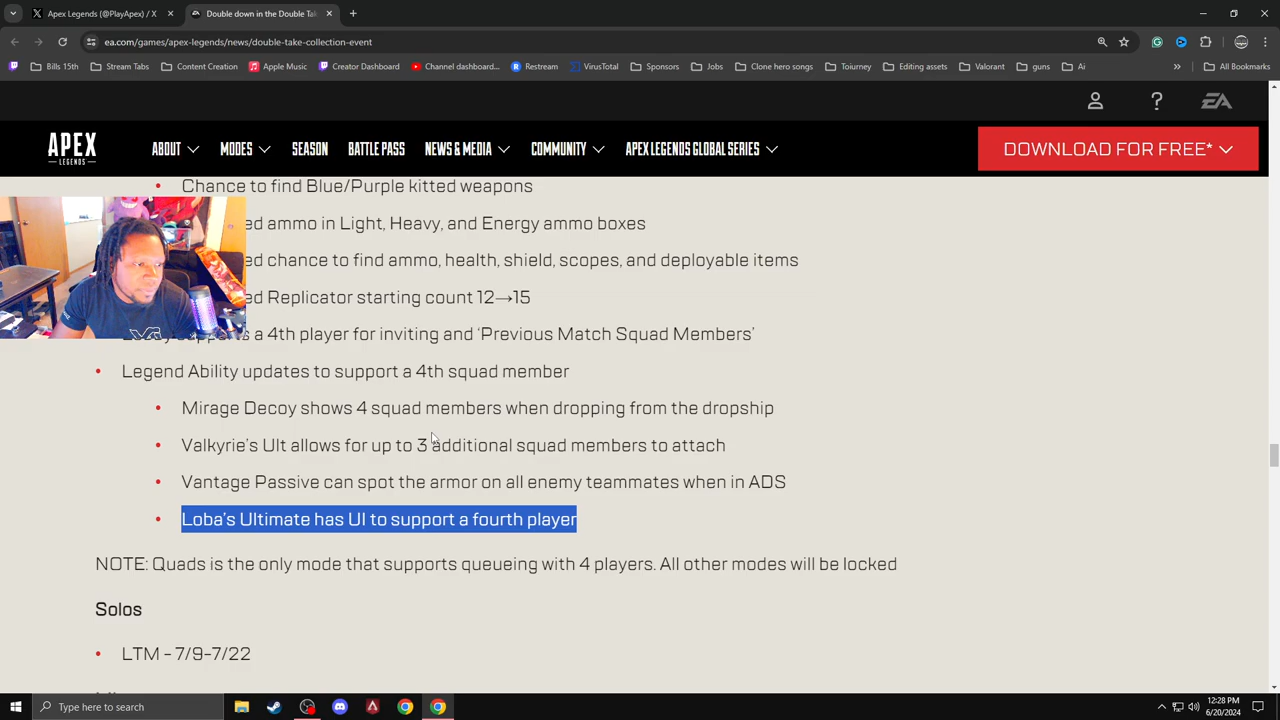 Apex Legends (@PlayApex) / X
Double down in the Double Tak
ea.com/games/apex-legends/news/double-take-collection-event
Bills 15th
Stream Tabs
Content Creation
Apple Music
Creator Dashboard
Channel dashboard...
Restream
VirusTotal
Sponsors
Jobs
Clone hero songs
Toiurney
Editing assets
Valorant
guns
Ai
»
All Bookmarks
EA
APEX
LEGENDS
ABOUT
MODES
SEASON
BATTLE PASS
NEWS & MEDIA
COMMUNITY
APEX LEGENDS GLOBAL SERIES
DOWNLOAD FOR FREE*
• Chance to find Blue/Purple kitted weapons
ed ammo in Light, Heavy, and Energy ammo boxes
ed chance to find ammo, health, shield, scopes, and deployable items
ed Replicator starting count 12→15
a 4th player for inviting and ‘Previous Match Squad Members’
• Legend Ability updates to support a 4th squad member
• Mirage Decoy shows 4 squad members when dropping from the dropship
• Valkyrie’s Ult allows for up to 3 additional squad members to attach
• Vantage Passive can spot the armor on all enemy teammates when in ADS
• Loba’s Ultimate has UI to support a fourth player
NOTE: Quads is the only mode that supports queueing with 4 players. All other modes will be locked
Solos
• LTM - 7/9-7/22
Type here to search
12:28 PM
6/20/2024